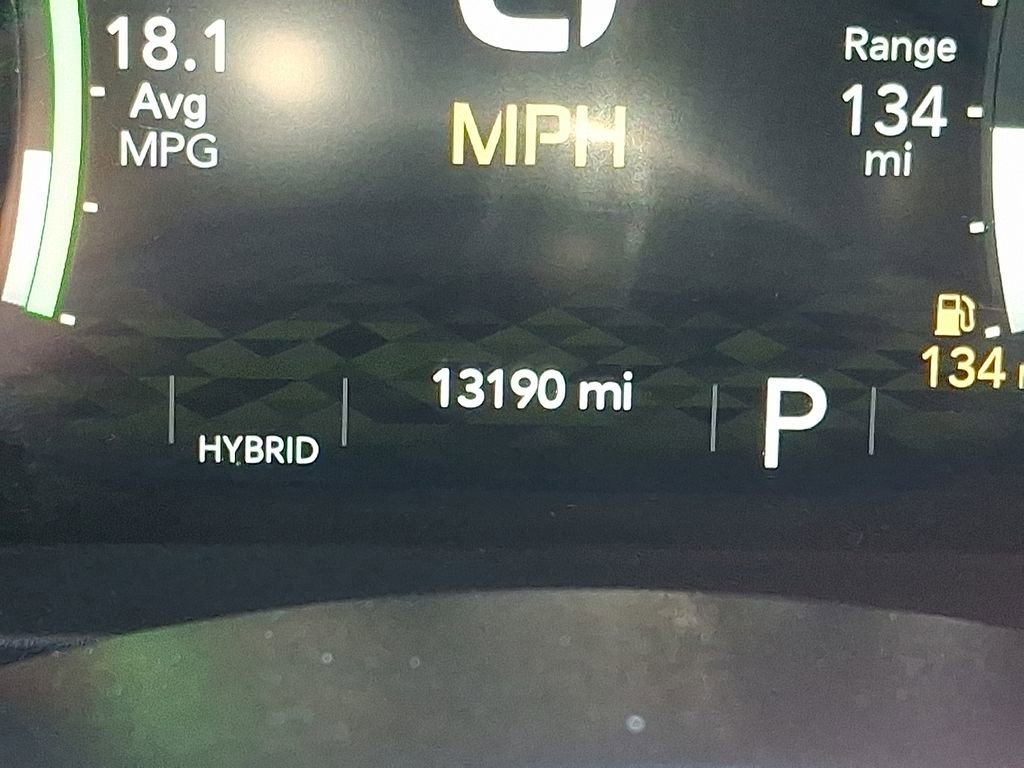 18.1
Avg
MPG
MPH
Range
134
mi
134
13190 mi
P
HYBRID